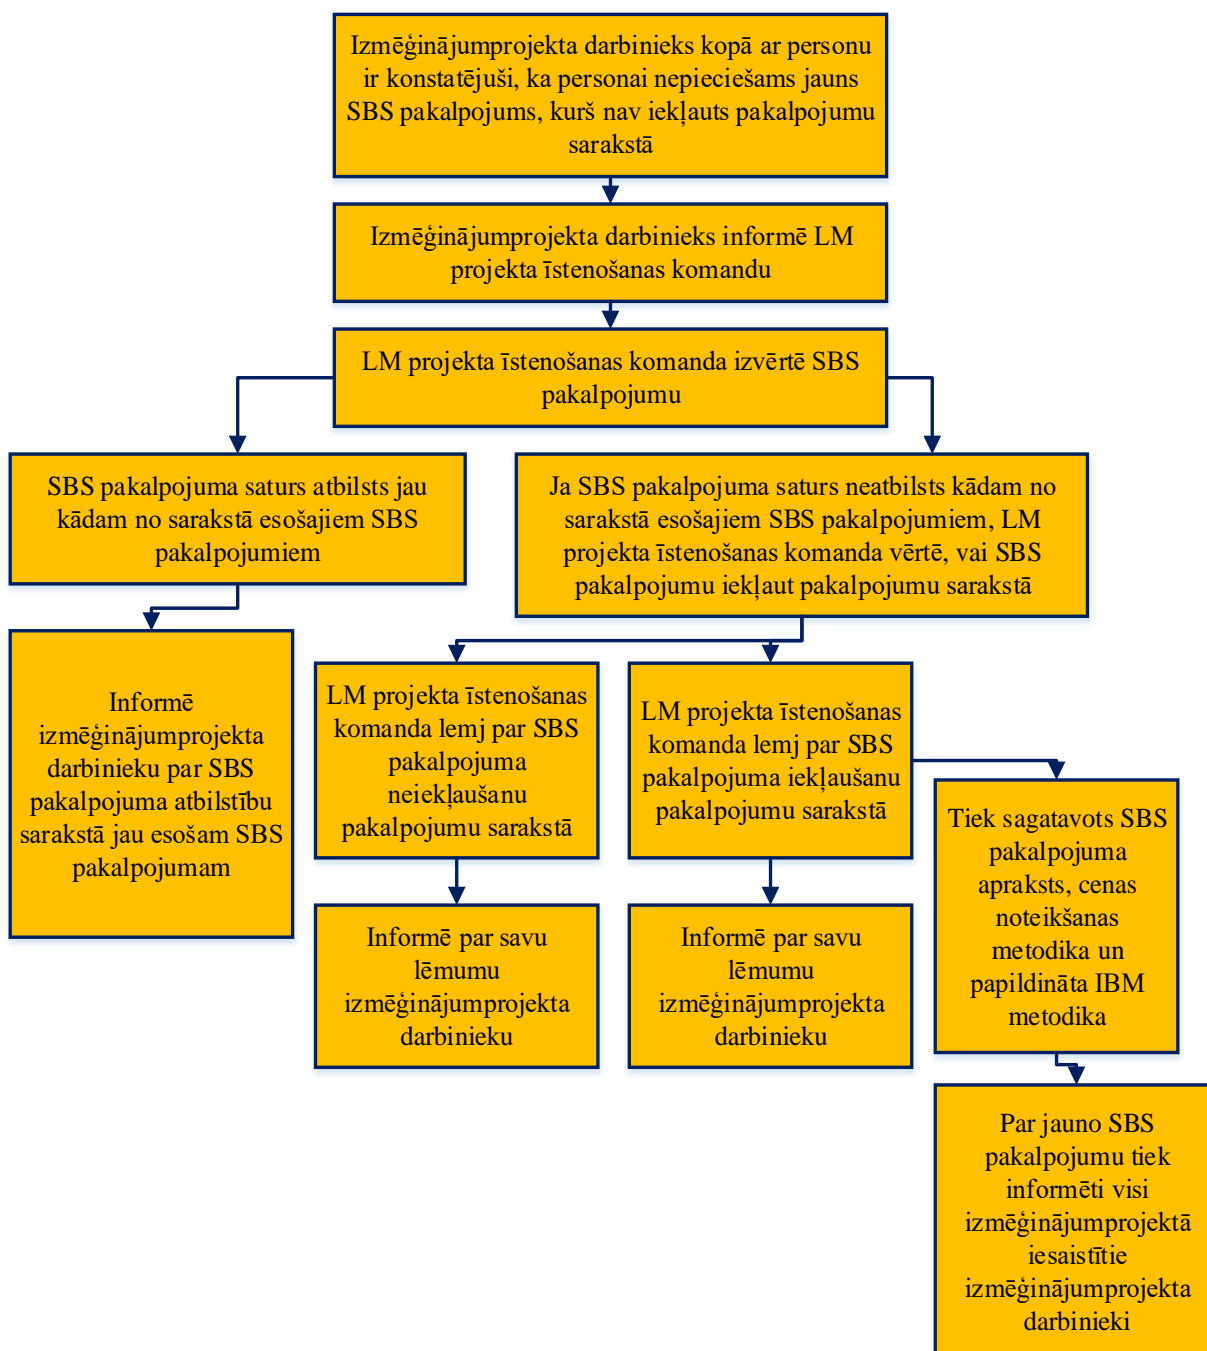 Izmēģinājumprojekta darbinieks kopā ar personu
ir konstatējuši, ka personai nepieciešams jauns
SBS pakalpojums, kurš nav iekļauts pakalpojumu
sarakstā
Izmēģinājumprojekta darbinieks informē LM
projekta īstenošanas komandu
LM projekta īstenošanas komanda izvērtē SBS
pakalpojumu
SBS pakalpojuma saturs atbilsts jau
kādam no sarakstā esošajiem SBS
pakalpojumiem
Ja SBS pakalpojuma saturs neatbilsts kādam no
sarakstā esošajiem SBS pakalpojumiem, LM
projekta īstenošanas komanda vērtē, vai SBS
pakalpojumu iekļaut pakalpojumu sarakstā
Informē
izmēģinājumprojekta
darbinieku par SBS
pakalpojuma atbilstību
sarakstā jau esošam SBS
pakalpojumam
LM projekta īstenošanas
komanda lemj par SBS
pakalpojuma
neiekļaušanu
pakalpojumu sarakstā
LM projekta īstenošanas
komanda lemj par SBS
pakalpojuma iekļaušanu
pakalpojumu sarakstā
Tiek sagatavots SBS
pakalpojuma
apraksts, cenas
noteikšanas
metodika un
papildināta IBM
metodika
Informē par savu
lēmumu
izmēģinājumprojekta
darbinieku
Informē par savu
lēmumu
izmēģinājumprojekta
darbinieku
Par jauno SBS
pakalpojumu tiek
informēti visi
izmēģinājumprojektā
iesaistītie
izmēģinājumprojekta
darbinieki